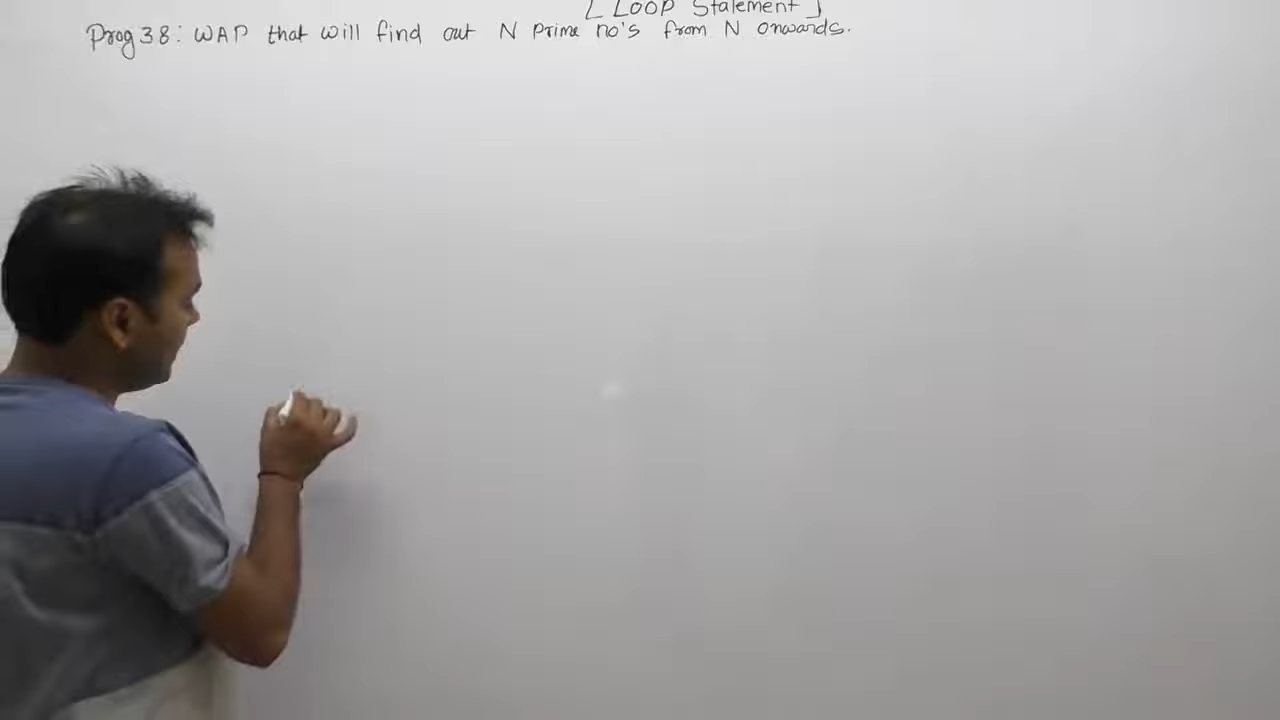 [ Loop Statement ]
Prog 38: WAP that will find out N Prime no's from N onwards.